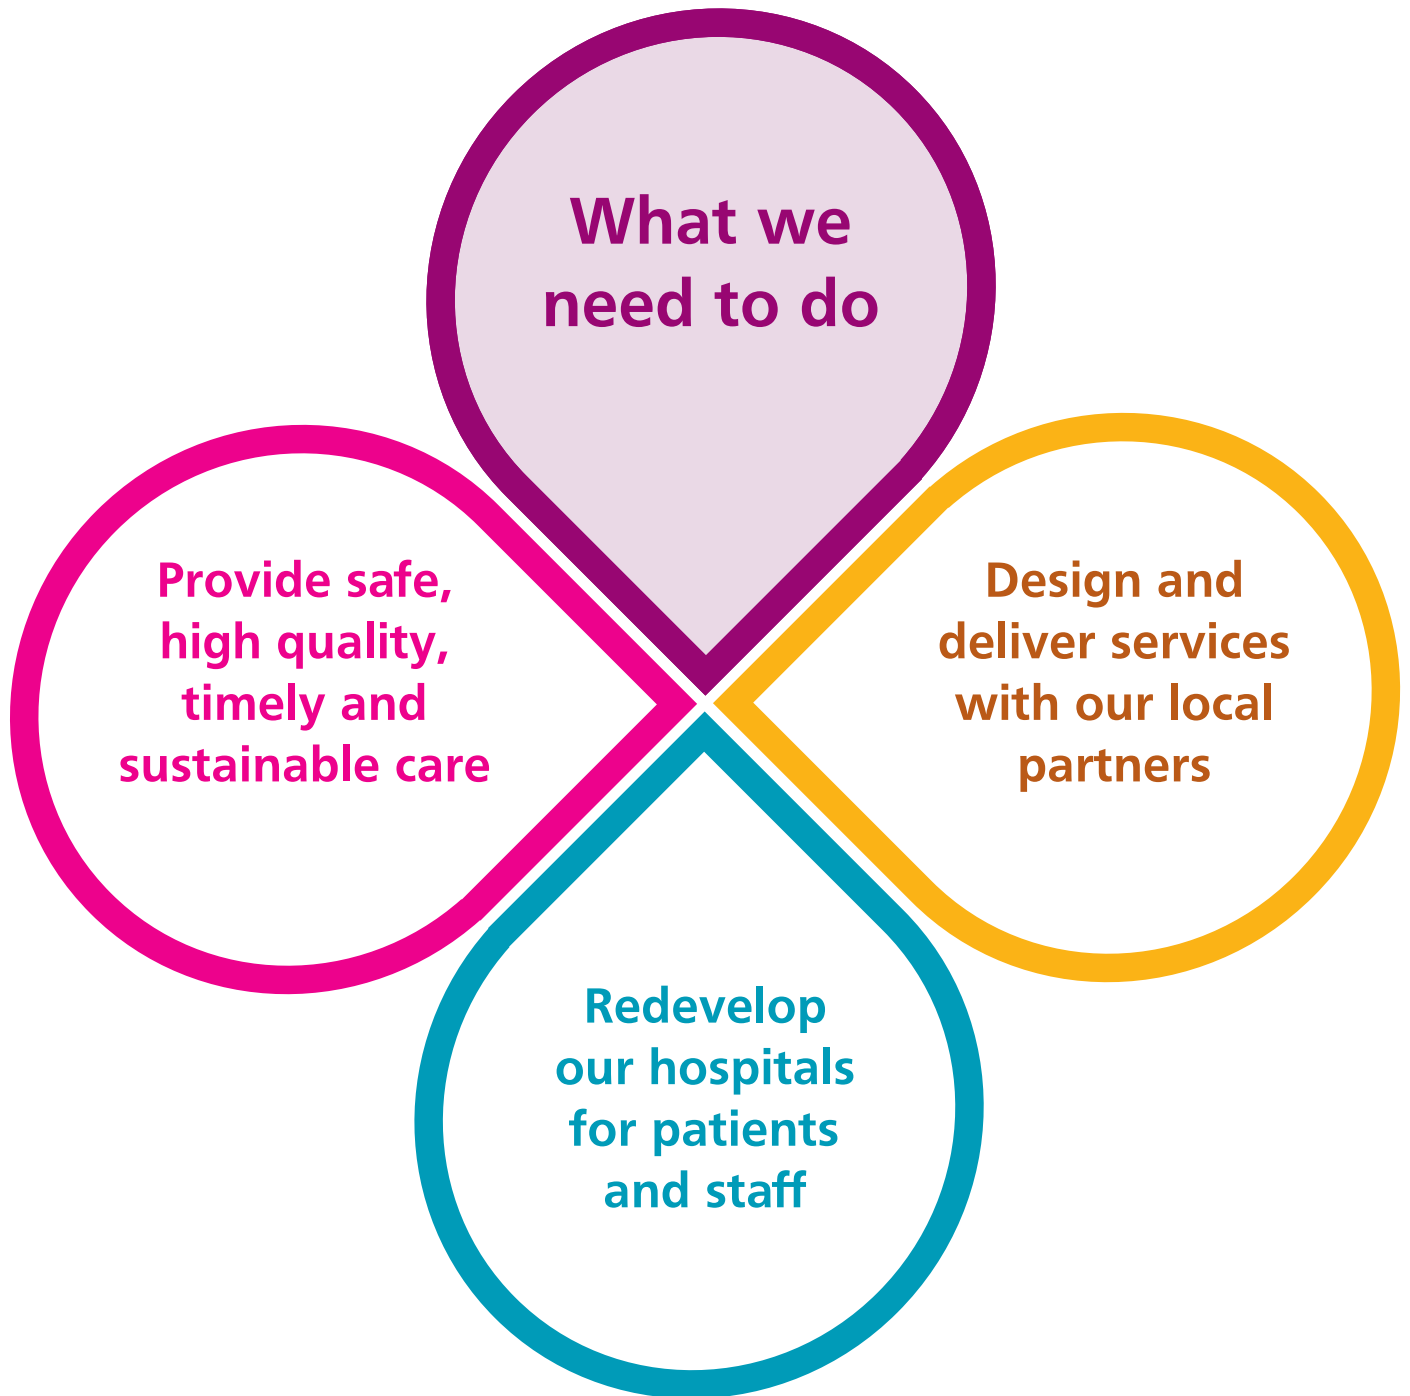 What we
need to do
Provide safe,
high quality,
timely and
sustainable care
Design and
deliver services
with our local
partners
Redevelop
our hospitals
for patients
and staff